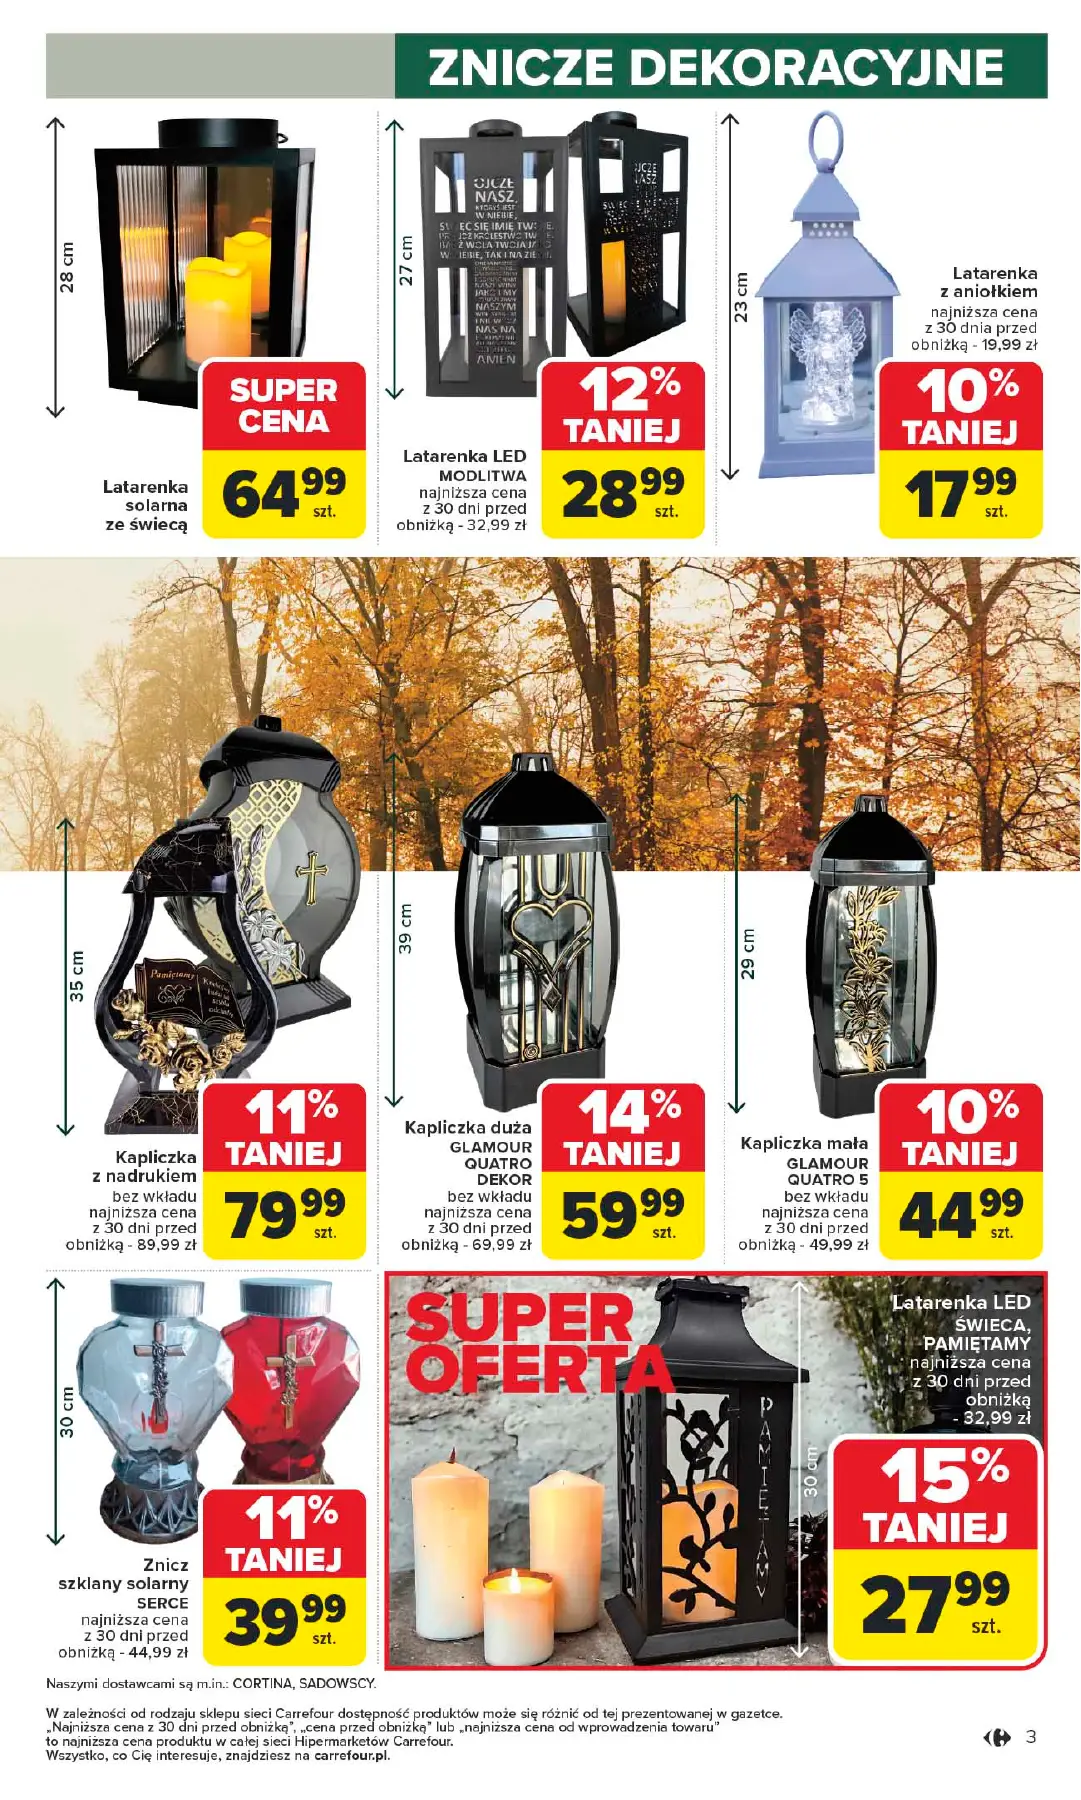 ZNICZE DEKORACYJNE
28 cm
SUPER
CENA
64 99
szt.
Latarenka
solarna
ze świecą
27 cm
OJCZE
NASZ,
KTÓRYŚ JEST
W NIEBIE,
AMEN
12%
TANIEJ
28 99
szt.
Latarenka LED
MODLITWA
najniższa cena
z 30 dni przed
obniżką - 32,99 zł
23 cm
Latarenka
z aniołkiem
najniższa cena
z 30 dnia przed
obniżką - 19,99 zł
10%
TANIEJ
17 99
szt.
35 cm
Pamiętamy
11%
TANIEJ
79 99
szt.
Kapliczka
z nadrukiem
bez wkładu
najniższa cena
z 30 dni przed
obniżką - 89,99 zł
39 cm
14%
TANIEJ
59 99
szt.
Kapliczka duża
GLAMOUR
QUATRO
DEKOR
bez wkładu
najniższa cena
z 30 dni przed
obniżką - 69,99 zł
29 cm
10%
TANIEJ
44 99
szt.
Kapliczka mała
GLAMOUR
QUATRO 5
bez wkładu
najniższa cena
z 30 dni przed
obniżką - 49,99 zł
30 cm
11%
TANIEJ
39 99
szt.
Znicz
szklany solarny
SERCE
najniższa cena
z 30 dni przed
obniżką - 44,99 zł
SUPER
OFERTA
PAMIĘTAMY
30 cm
Latarenka LED
ŚWIECA,
PAMIĘTAMY
najniższa cena
z 30 dni przed
obniżką
- 32,99 zł
15%
TANIEJ
27 99
szt.
Naszymi dostawcami są m.in.: CORTINA, SADOWSCY.
W zależności od rodzaju sklepu sieci Carrefour dostępność produktów może się różnić od tej prezentowanej w gazetce.
„Najniższa cena z 30 dni przed obniżką”, „cena przed obniżką” lub „najniższa cena od wprowadzenia towaru”
to najniższa cena produktu w całej sieci Hipermarketów Carrefour.
Wszystko, co Cię interesuje, znajdziesz na carrefour.pl.
3